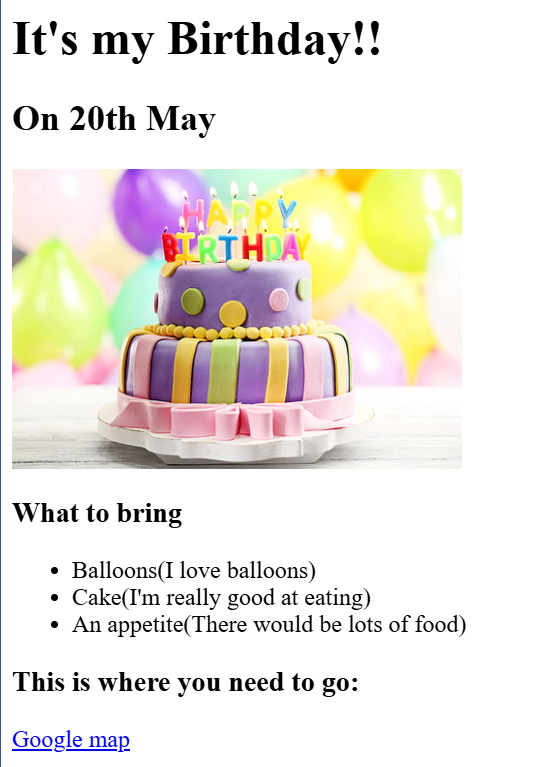 It's my Birthday!!
On 20th May
HAPPY
BIRTHDAY
What to bring
Balloons(I love balloons)
Cake(I'm really good at eating)
An appetite(There would be lots of food)
This is where you need to go:
Google map